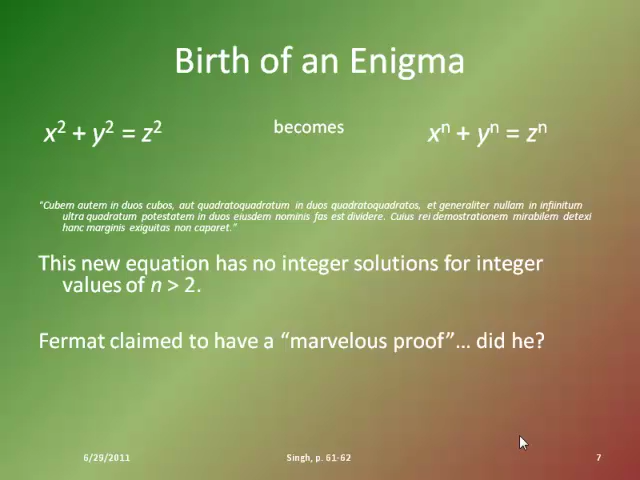 Birth of an Enigma
x² + y² = z² becomes xⁿ + yⁿ = zⁿ
"Cubem autem in duos cubos, aut quadratoquadratum in duos quadratoquadratos, et generaliter nullam in infiinitum
ultra quadratum potestatem in duos eiusdem nominis fas est dividere. Cuius rei demostrationem mirabilem detexi
hanc marginis exiguitas non caparet."
This new equation has no integer solutions for integer
values of n > 2.
Fermat claimed to have a “marvelous proof”… did he?
6/29/2011 Singh, p. 61-62 7